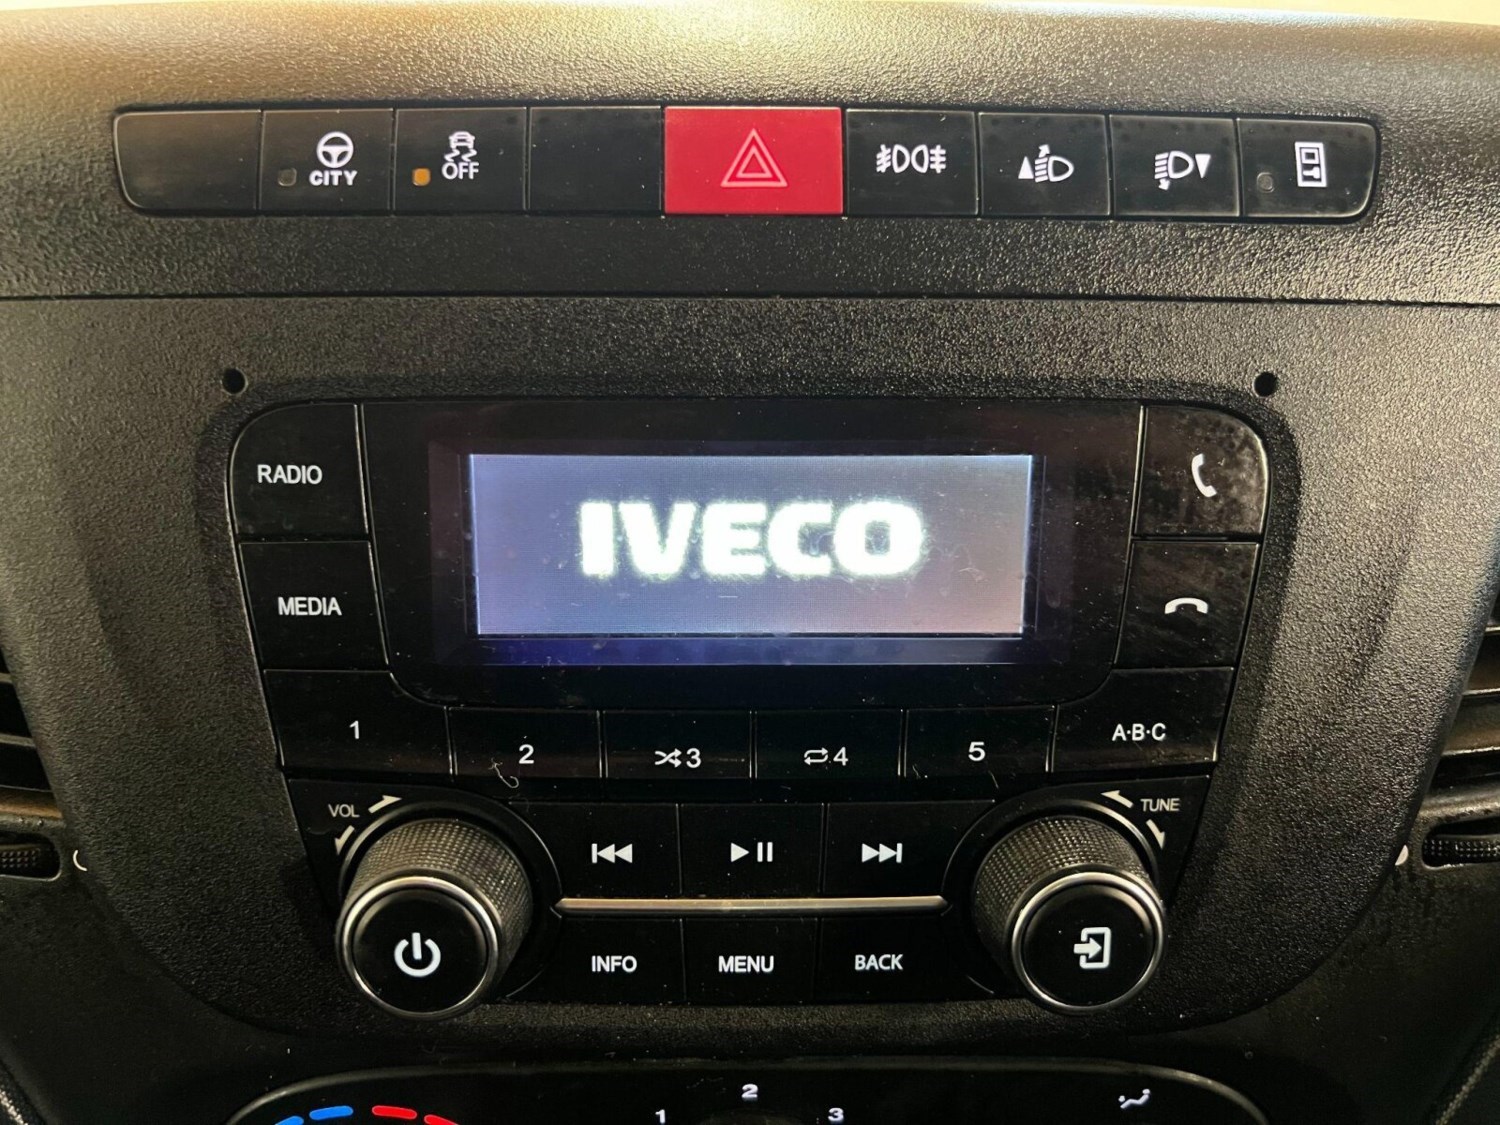 CITY
OFF
RADIO
IVECO
MEDIA
1
2
3
4
5
A·B·C
VOL
TUNE
INFO
MENU
BACK
1
2
3